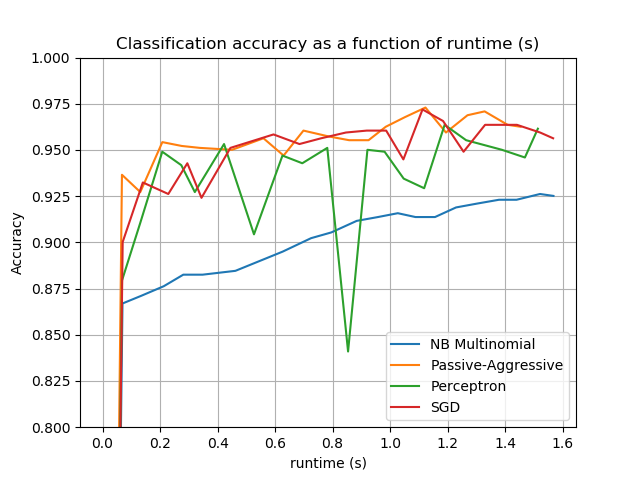 Classification accuracy as a function of runtime (s)
1.000
0.975
0.950
0.925
0.900
0.875
0.850
0.825
0.800
Accuracy
NB Multinomial
Passive-Aggressive
Perceptron
SGD
0.0 0.2 0.4 0.6 0.8 1.0 1.2 1.4 1.6
runtime (s)